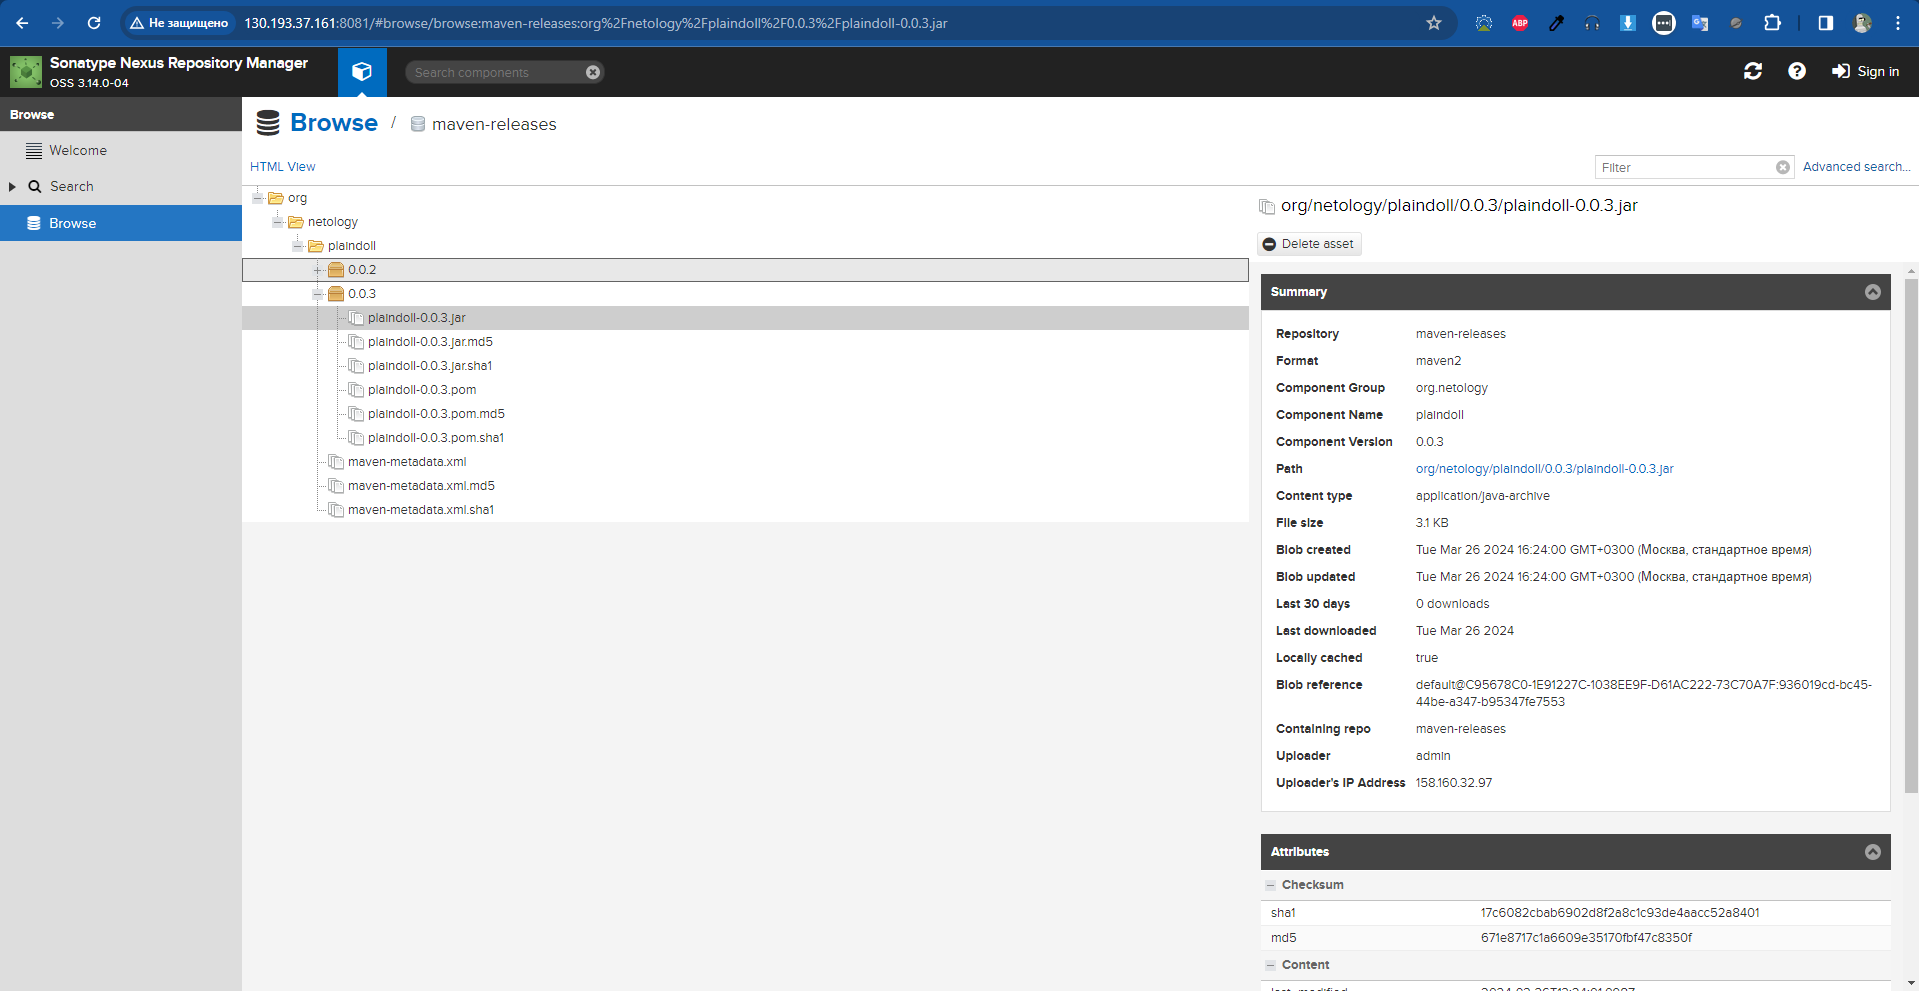 Не защищено
130.193.37.161:8081/#browse/browse:maven-releases:org%2Fnetology%2Fplaindoll%2F0.0.3%2Fplaindoll-0.0.3.jar
ABP
Sonatype Nexus Repository Manager
OSS 3.14.0-04
Search components
Sign in
Browse
Welcome
Search
Browse
Browse / maven-releases
HTML View
Filter
Advanced search...
org
netology
plaindoll
0.0.2
0.0.3
plaindoll-0.0.3.jar
plaindoll-0.0.3.jar.md5
plaindoll-0.0.3.jar.sha1
plaindoll-0.0.3.pom
plaindoll-0.0.3.pom.md5
plaindoll-0.0.3.pom.sha1
maven-metadata.xml
maven-metadata.xml.md5
maven-metadata.xml.sha1
org/netology/plaindoll/0.0.3/plaindoll-0.0.3.jar
Delete asset
Summary
Repository maven-releases
Format maven2
Component Group org.netology
Component Name plaindoll
Component Version 0.0.3
Path org/netology/plaindoll/0.0.3/plaindoll-0.0.3.jar
Content type application/java-archive
File size 3.1 KB
Blob created Tue Mar 26 2024 16:24:00 GMT+0300 (Москва, стандартное время)
Blob updated Tue Mar 26 2024 16:24:00 GMT+0300 (Москва, стандартное время)
Last 30 days 0 downloads
Last downloaded Tue Mar 26 2024
Locally cached true
Blob reference default@C95678C0-1E91227C-1038EE9F-D61AC222-73C70A7F:936019cd-bc45-
44be-a347-b95347fe7553
Containing repo maven-releases
Uploader admin
Uploader's IP Address 158.160.32.97
Attributes
Checksum
sha1 17c6082cbab6902d8f2a8c1c93de4aacc52a8401
md5 671e8717c1a6609e35170fbf47c8350f
Content